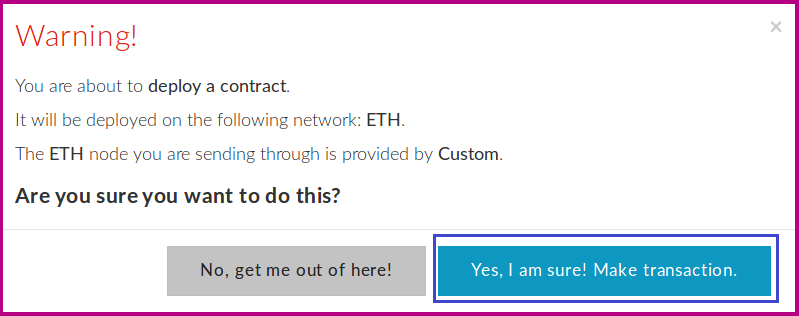 Warning!
×
You are about to deploy a contract.
It will be deployed on the following network: ETH.
The ETH node you are sending through is provided by Custom.
Are you sure you want to do this?
No, get me out of here!
Yes, I am sure! Make transaction.